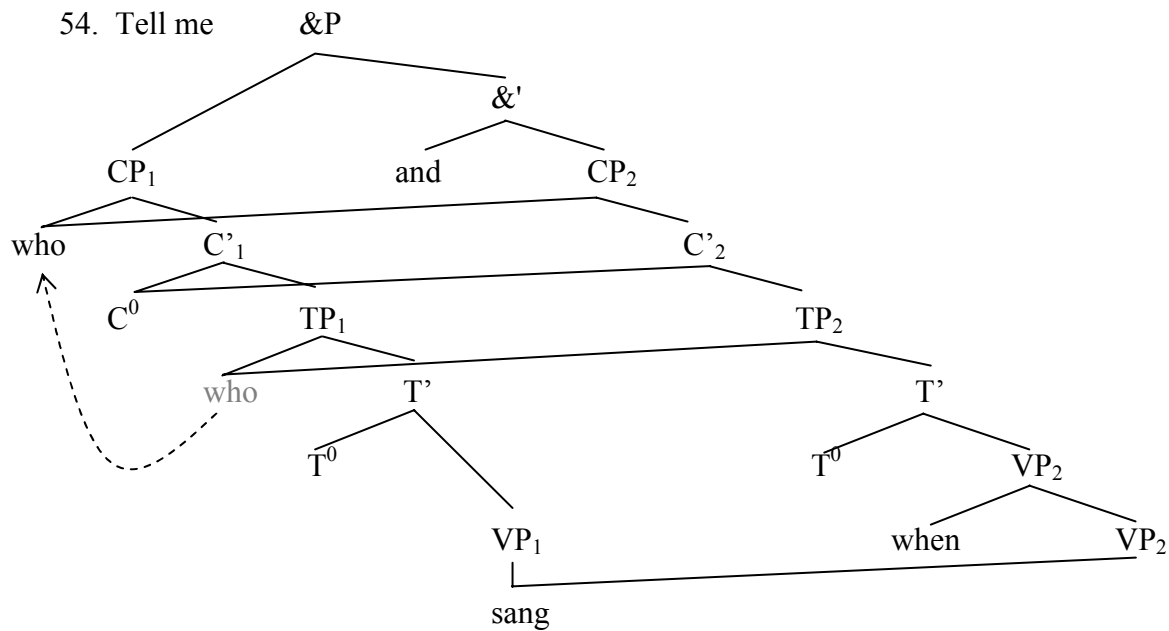 54. Tell me &P
&'
CP₁ and CP₂
who C’₁ C’₂
C⁰ TP₁ TP₂
who T’ T’
T⁰ T⁰ VP₂
VP₁ when VP₂
sang